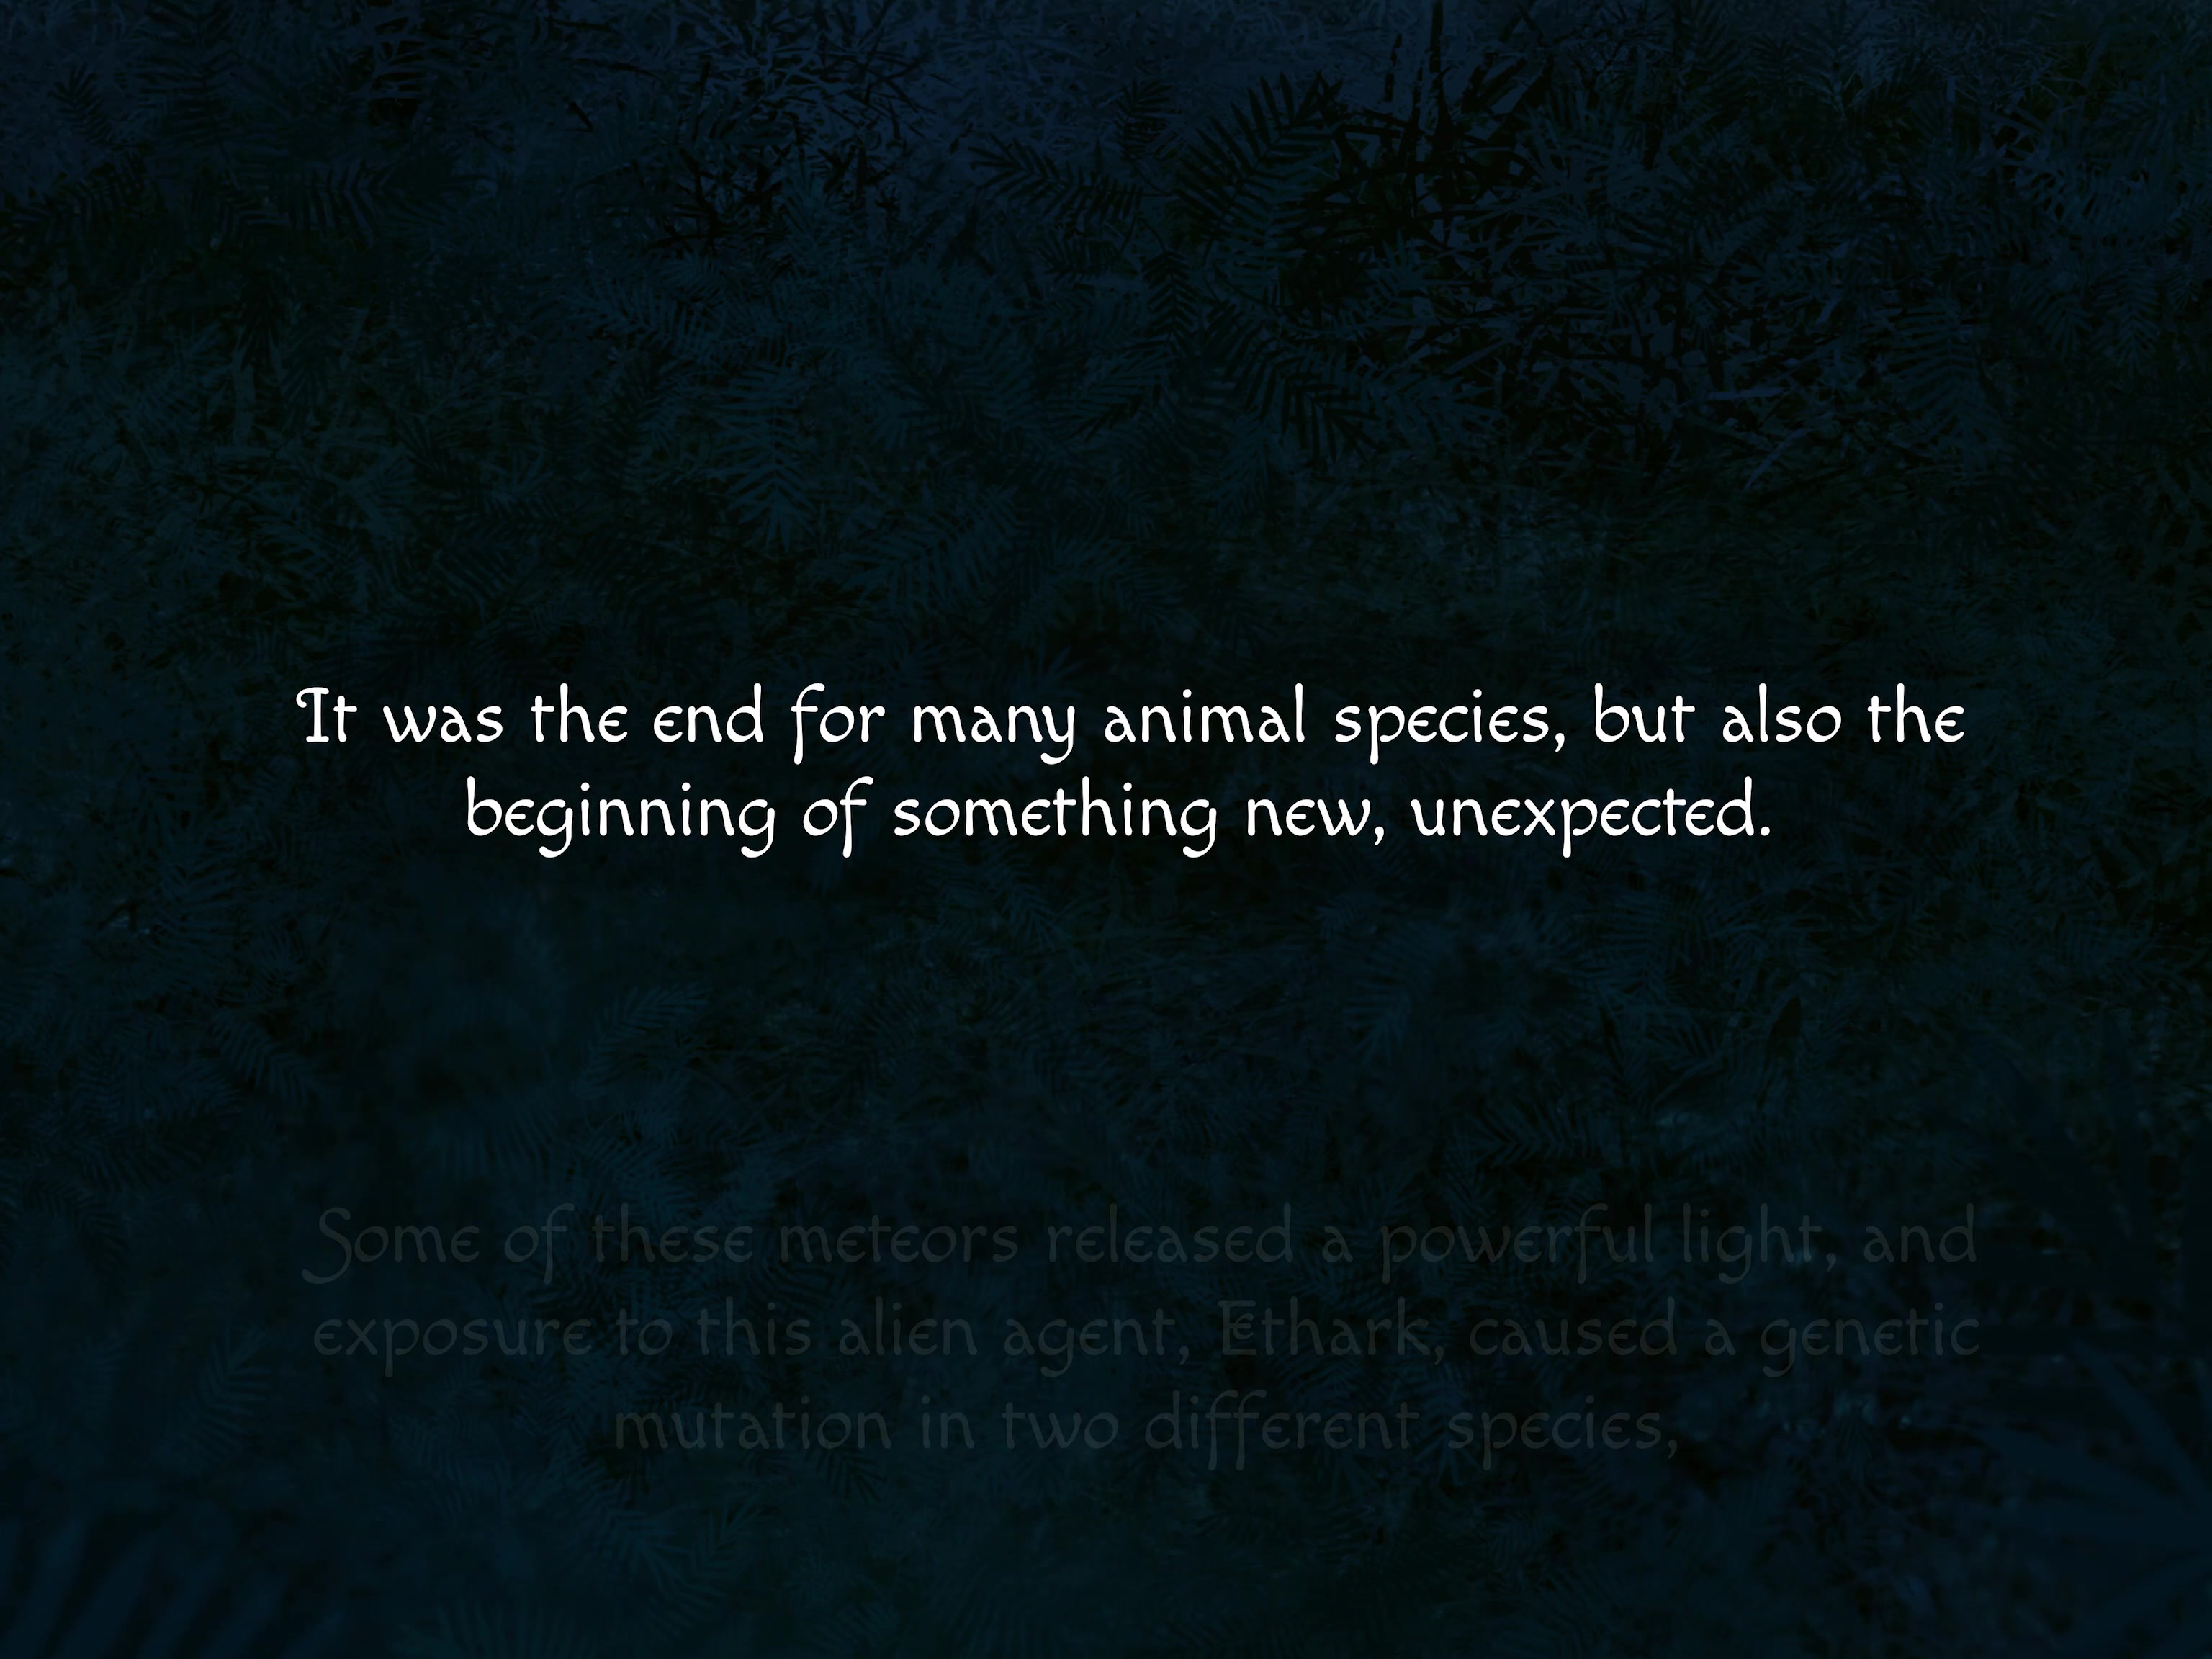 It was the end for many animal species, but also the
beginning of something new, unexpected.
Some of these meteors released a powerful light, and
exposure to this alien agent, Ethark, caused a genetic
mutation in two different species,